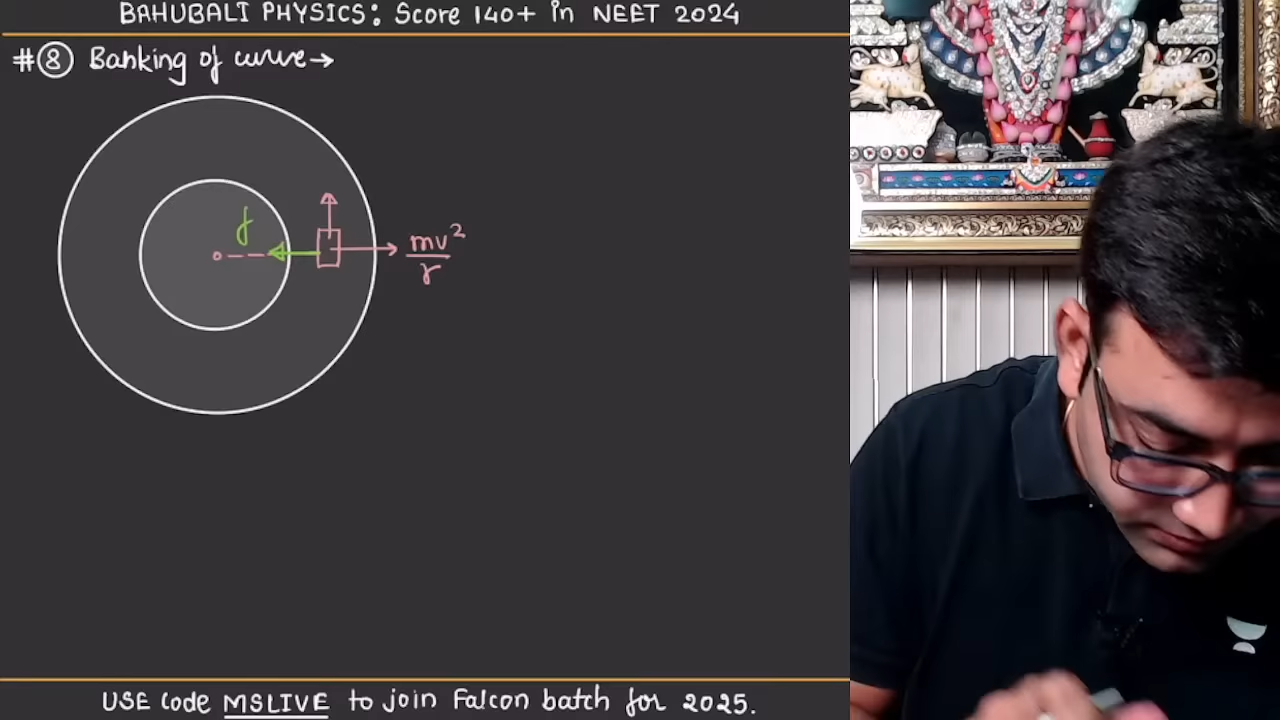 BAHUBALI PHYSICS: Score 140+ in NEET 2024
#⑧ Banking of curve→
f
mv²
r
USE Code MSLIVE to join Falcon batch for 2025.